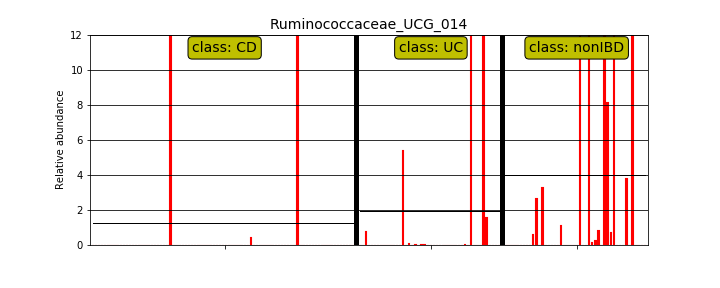 Ruminococcaceae_UCG_014
class: CD
class: UC
class: nonIBD
Relative abundance
12
10
8
6
4
2
0